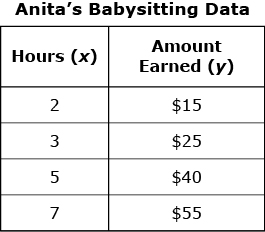 Anita's Babysitting Data
Hours (x) Amount
Earned (y)
2 $15
3 $25
5 $40
7 $55